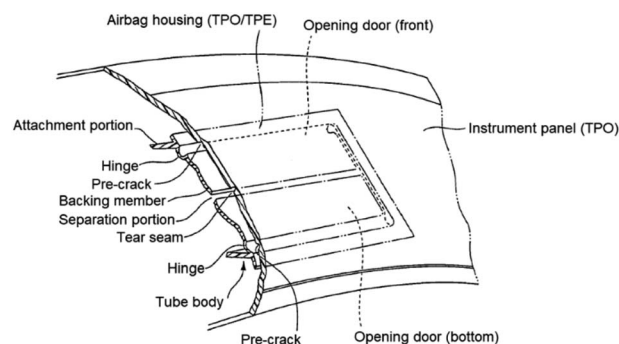 Airbag housing (TPO/TPE)
Opening door (front)
Attachment portion
Instrument panel (TPO)
Hinge
Pre-crack
Backing member
Separation portion
Tear seam
Hinge
Tube body
Pre-crack
Opening door (bottom)